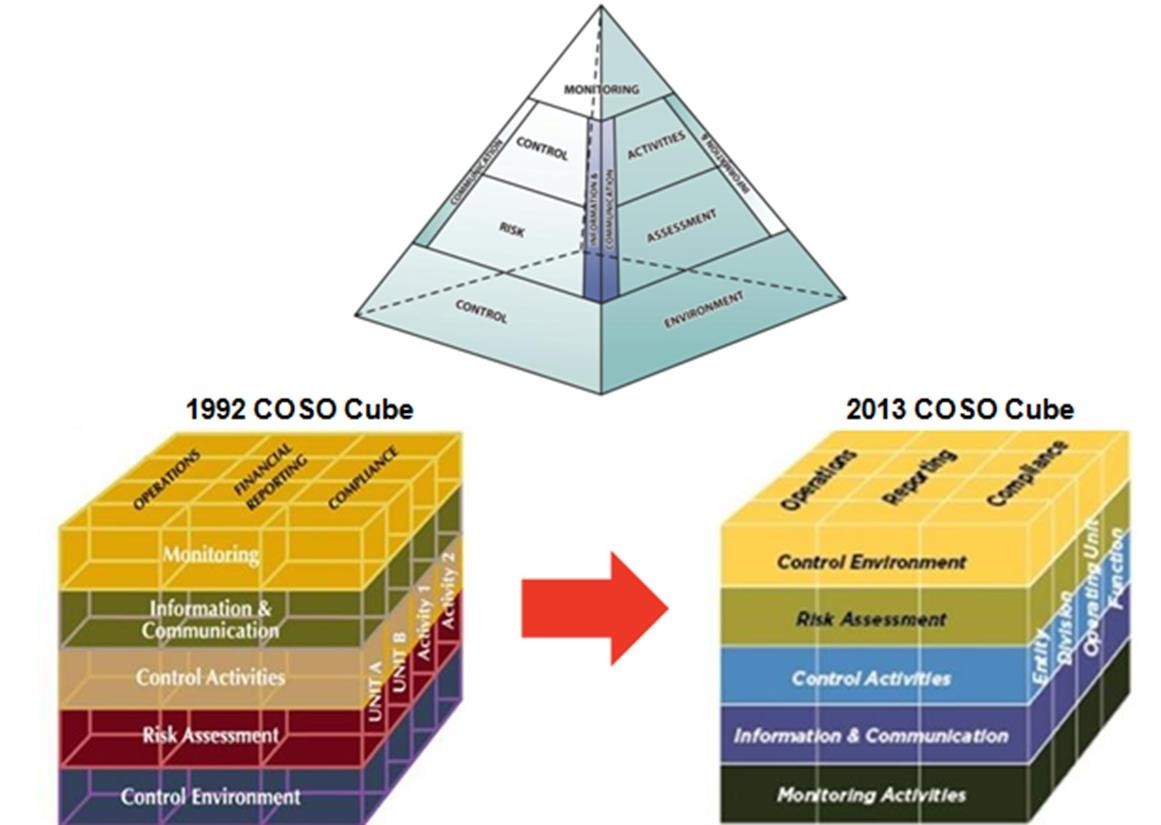 MONITORING
CONTROL
ACTIVITIES
COMMUNICATION
INFORMATION &
INFORMATION &
COMMUNICATION
RISK
ASSESSMENT
CONTROL
ENVIRONMENT
1992 COSO Cube
OPERATIONS
FINANCIAL
REPORTING
COMPLIANCE
Monitoring
Information &
Communication
Control Activities
Risk Assessment
Control Environment
UNIT A
UNIT B
Activity 1
Activity 2
2013 COSO Cube
Operations
Reporting
Compliance
Control Environment
Risk Assessment
Control Activities
Information & Communication
Monitoring Activities
Entity
Division
Operating Unit
Function